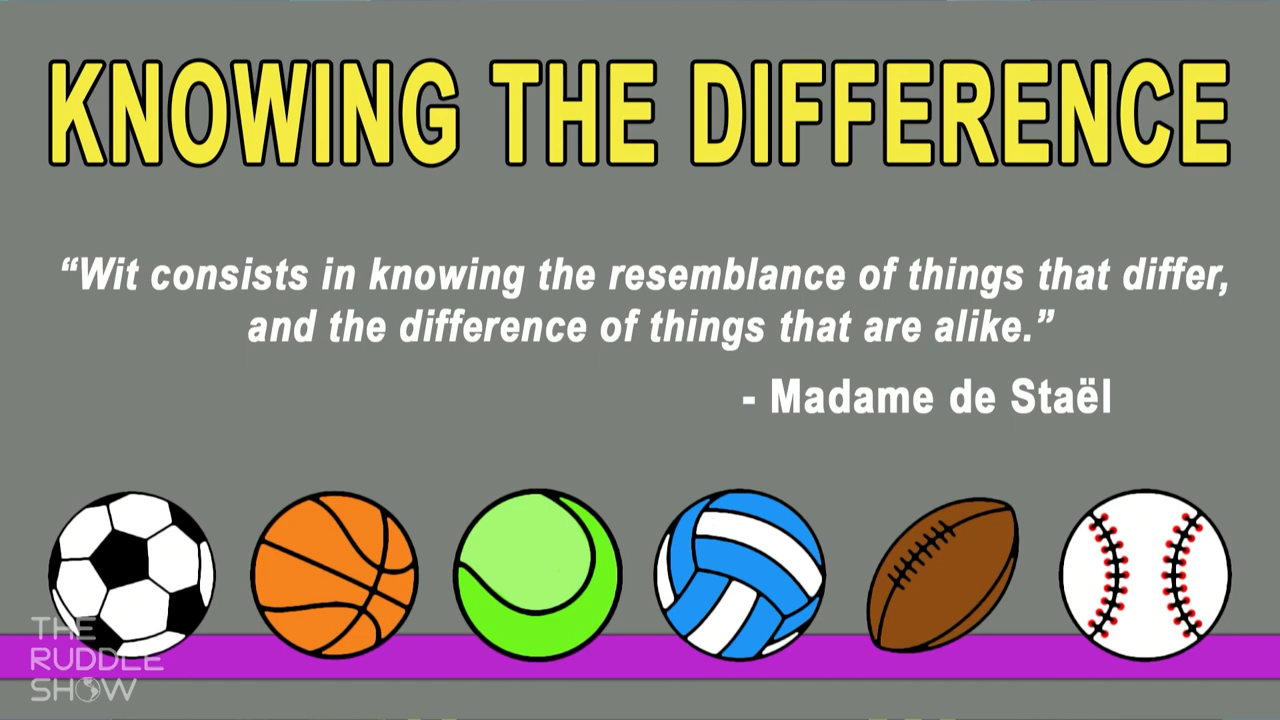 KNOWING THE DIFFERENCE
“Wit consists in knowing the resemblance of things that differ,
and the difference of things that are alike.”
- Madame de Staël
THE
RUDDLE
SHOW